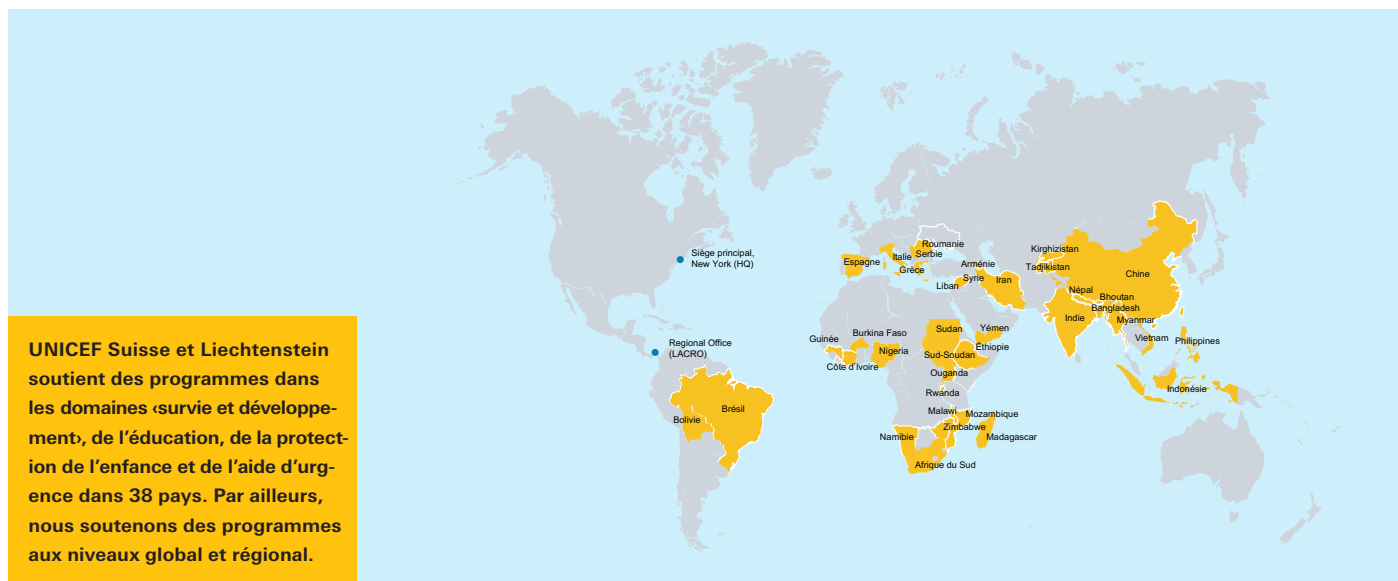 Siège principal,
New York (HQ)
Regional Office
(LACRO)
Roumanie
Serbie
Italie
Espagne
Grèce
Arménie
Syrie
Liban
Iran
Kirghizistan
Tadjikistan
Chine
Népal
Bhoutan
Bangladesh
Inde
Myanmar
Vietnam
Philippines
Indonésie
Guinée
Burkina Faso
Côte d'Ivoire
Nigeria
Sudan
Yémen
Éthiopie
Sud-Soudan
Ouganda
Rwanda
Malawi
Mozambique
Zimbabwe
Madagascar
Namibie
Afrique du Sud
Brésil
Bolivie
UNICEF Suisse et Liechtenstein
soutient des programmes dans
les domaines ‹survie et développe-
ment›, de l'éducation, de la protect-
ion de l'enfance et de l'aide d'urg-
ence dans 38 pays. Par ailleurs,
nous soutenons des programmes
aux niveaux global et régional.